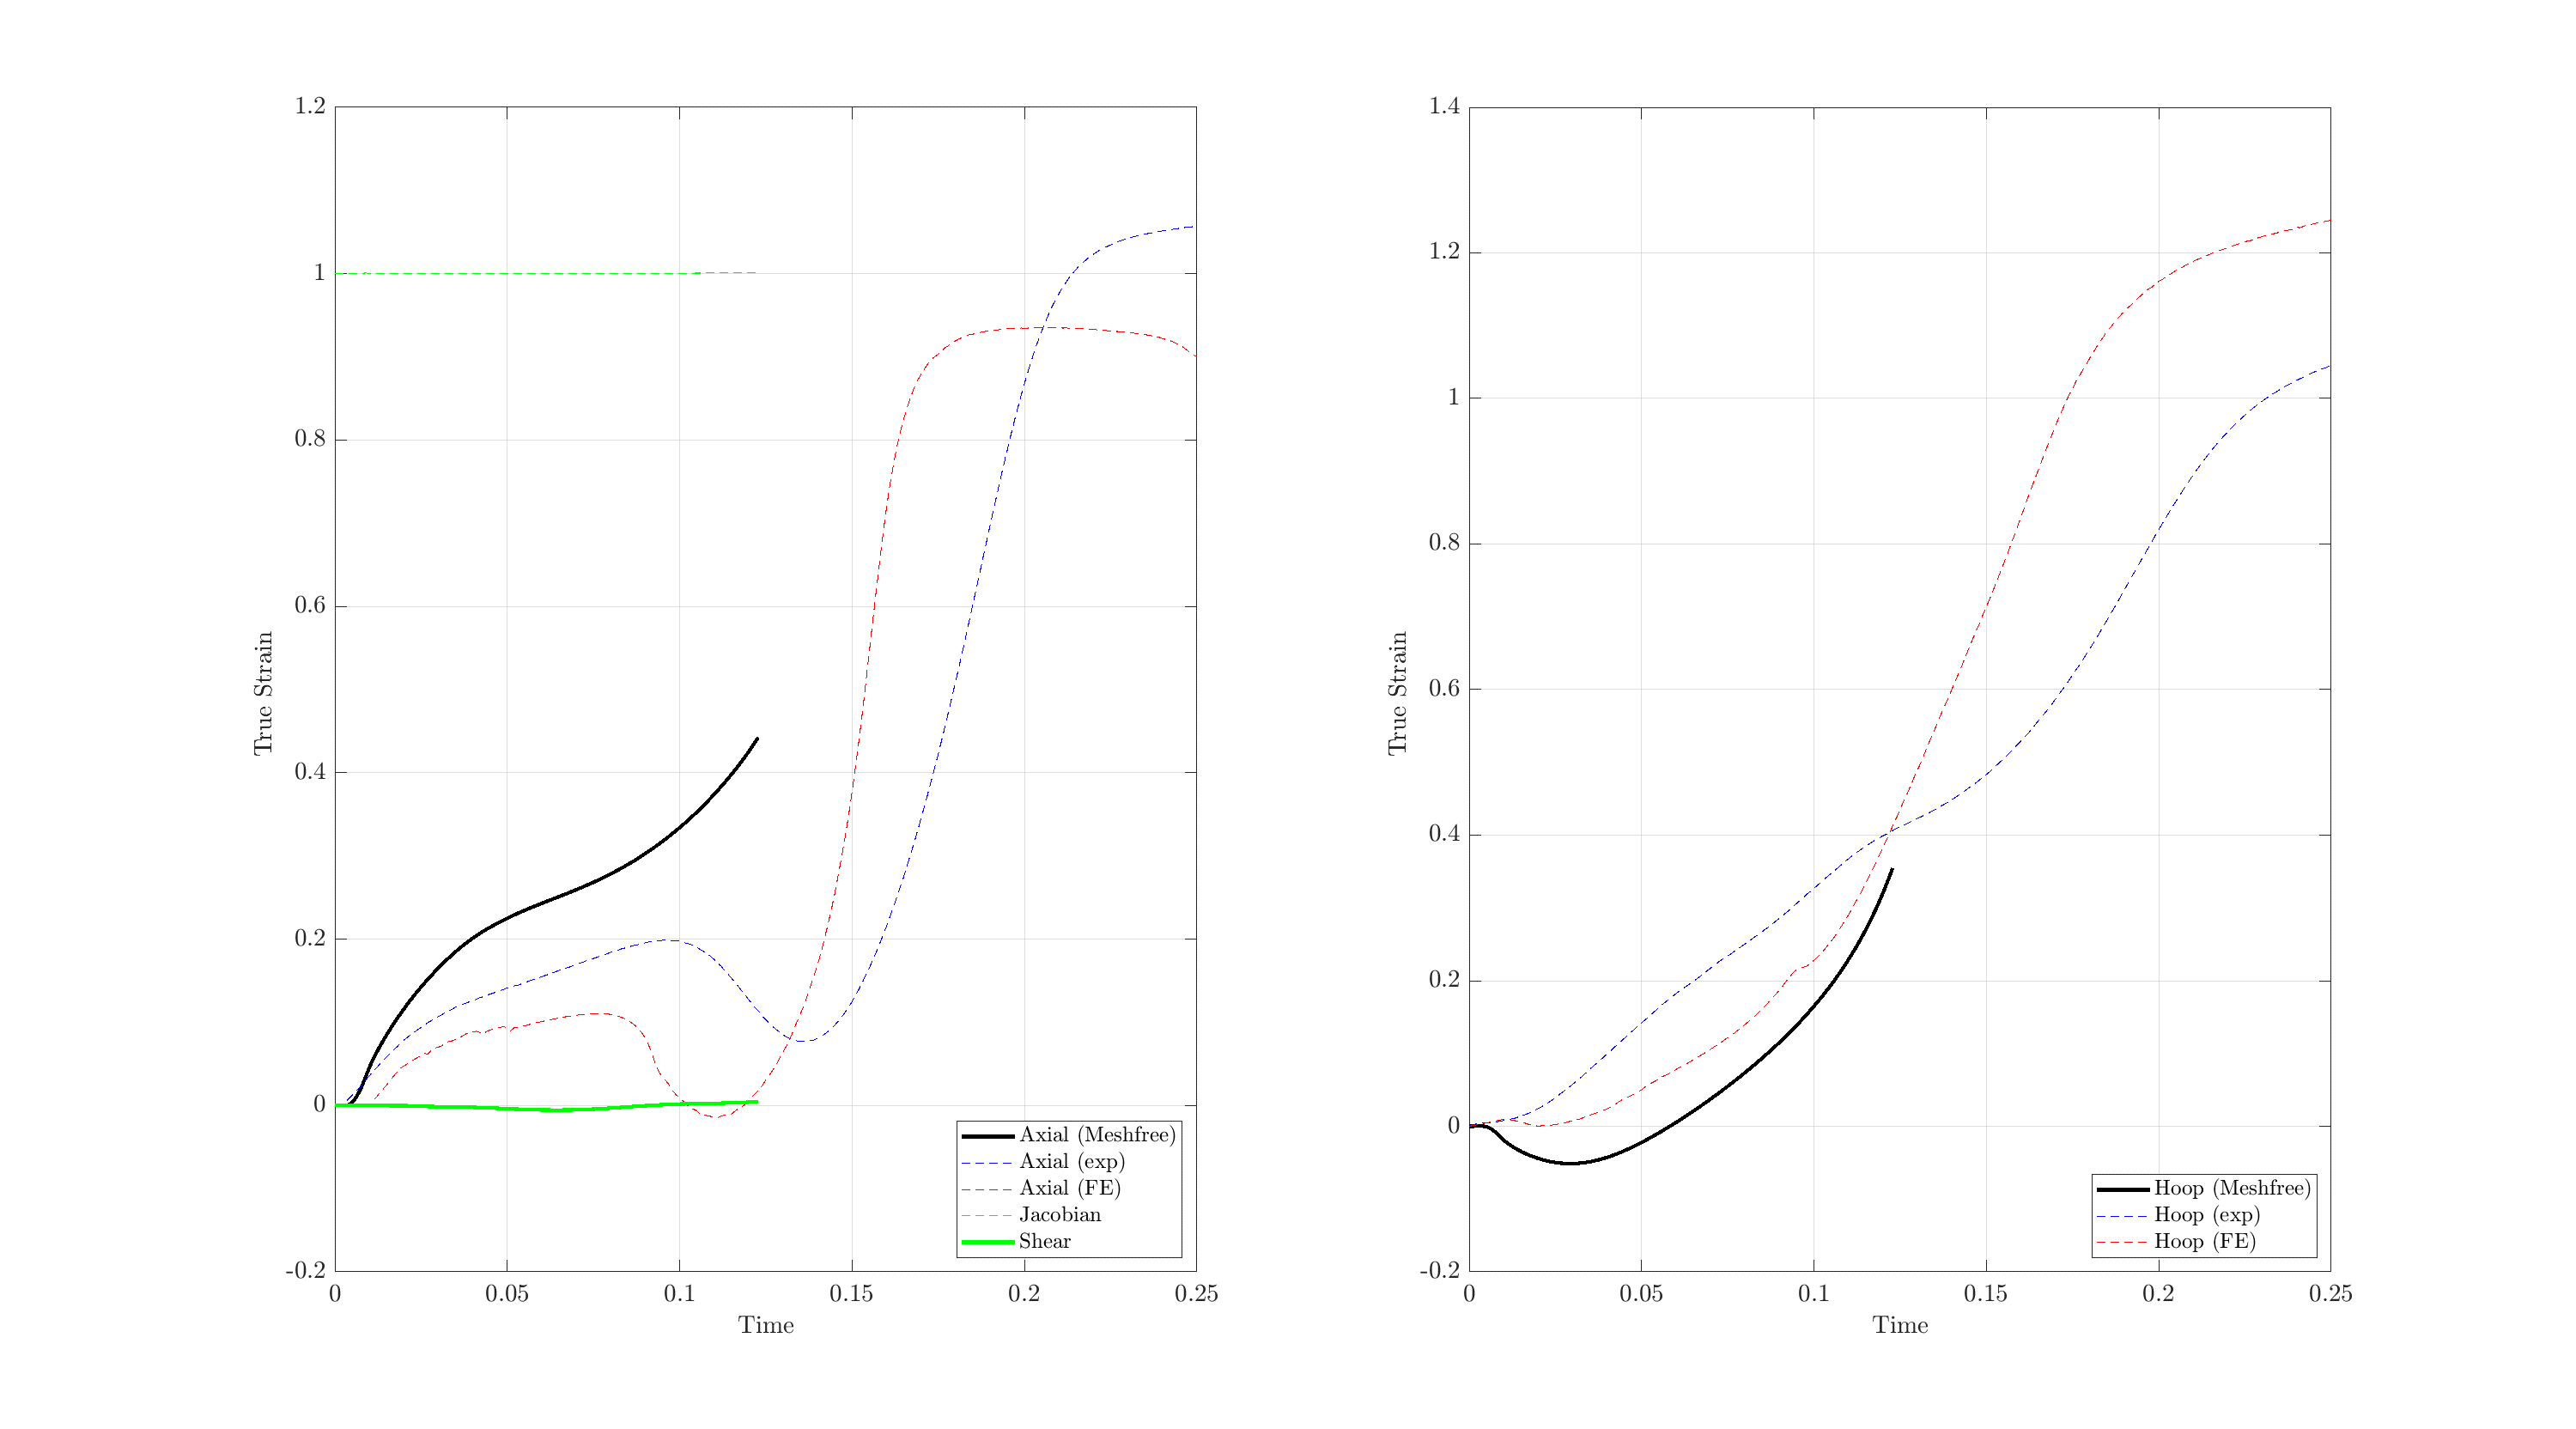 1.2
1
0.8
0.6
0.4
0.2
0
-0.2
True Strain
0 0.05 0.1 0.15 0.2 0.25
Time
Axial (Meshfree)
Axial (exp)
Axial (FE)
Jacobian
Shear
1.4
1.2
1
0.8
0.6
0.4
0.2
0
-0.2
True Strain
0 0.05 0.1 0.15 0.2 0.25
Time
Hoop (Meshfree)
Hoop (exp)
Hoop (FE)